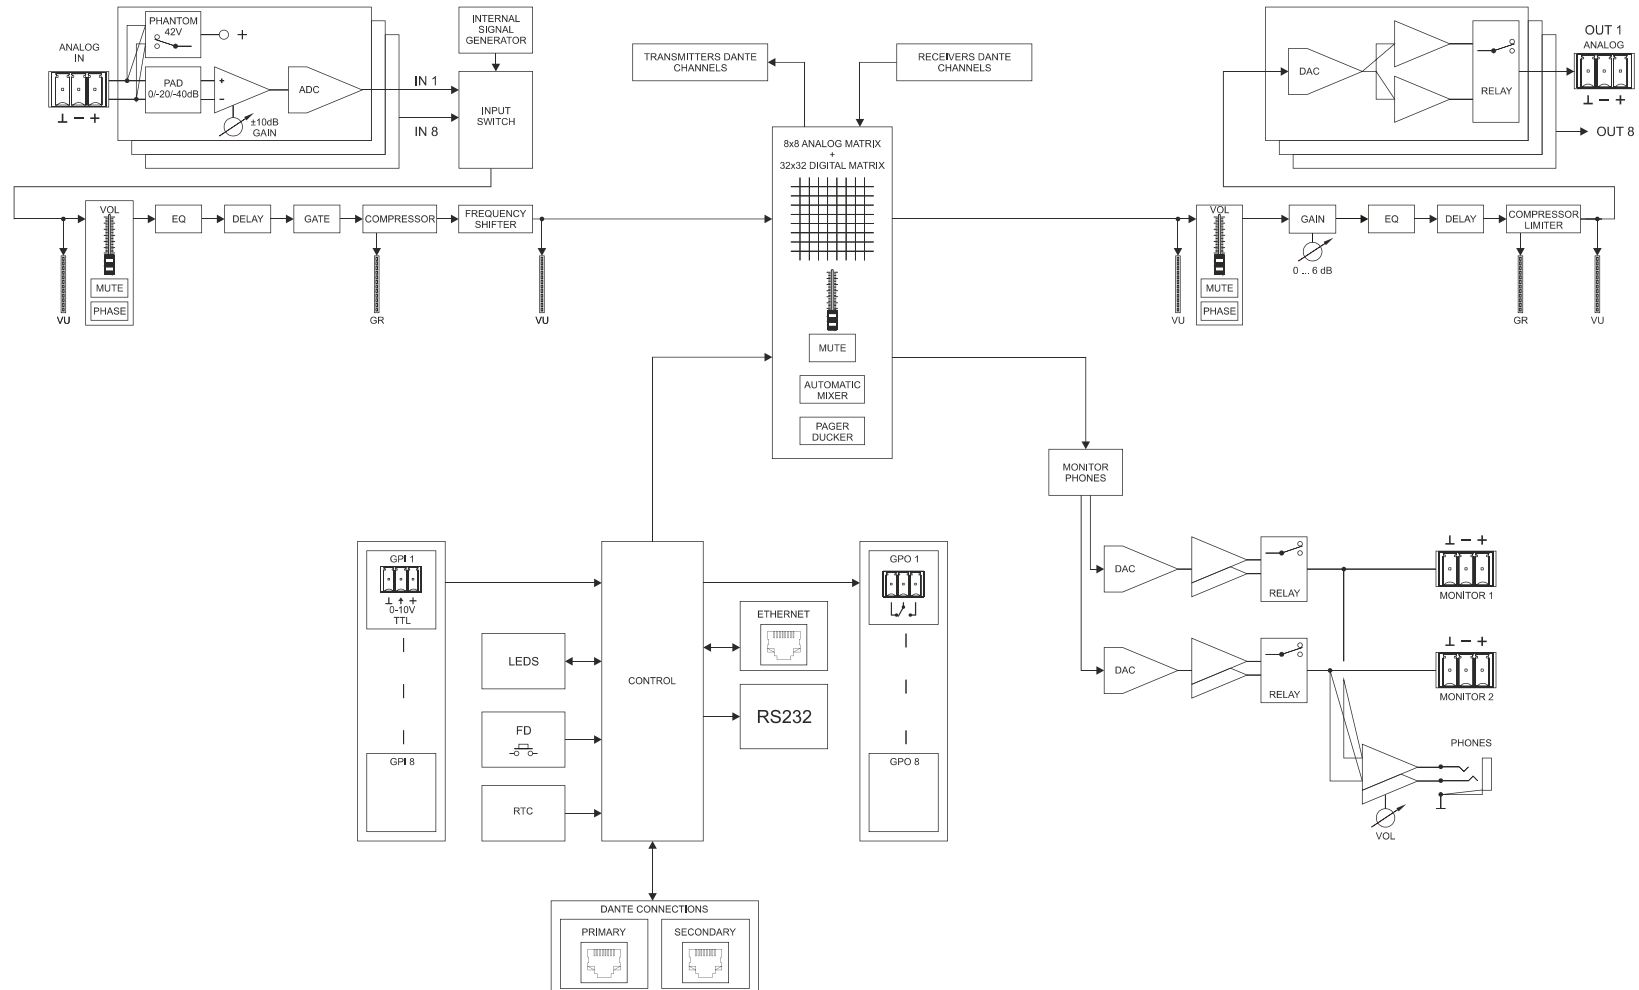 ANALOG
IN
⊥ − +
PHANTOM
42V
+
PAD
0/-20/-40dB
+
−
±10dB
GAIN
ADC
IN 1
IN 8
INTERNAL
SIGNAL
GENERATOR
INPUT
SWITCH
TRANSMITTERS DANTE
CHANNELS
RECEIVERS DANTE
CHANNELS
DAC
RELAY
OUT 1
ANALOG
⊥ − +
OUT 8
VU
VOL
MUTE
PHASE
EQ
DELAY
GATE
COMPRESSOR
GR
FREQUENCY
SHIFTER
VU
8x8 ANALOG MATRIX
+
32x32 DIGITAL MATRIX
MUTE
AUTOMATIC
MIXER
PAGER
DUCKER
VU
VOL
MUTE
PHASE
GAIN
0 ... 6 dB
EQ
DELAY
COMPRESSOR
LIMITER
GR
VU
MONITOR
PHONES
DAC
RELAY
⊥ − +
MONITOR 1
DAC
RELAY
⊥ − +
MONITOR 2
PHONES
VOL
GPI 1
⊥ ↑ +
0-10V
TTL
GPI 8
LEDS
FD
RTC
CONTROL
ETHERNET
RS232
GPO 1
GPO 8
DANTE CONNECTIONS
PRIMARY
SECONDARY